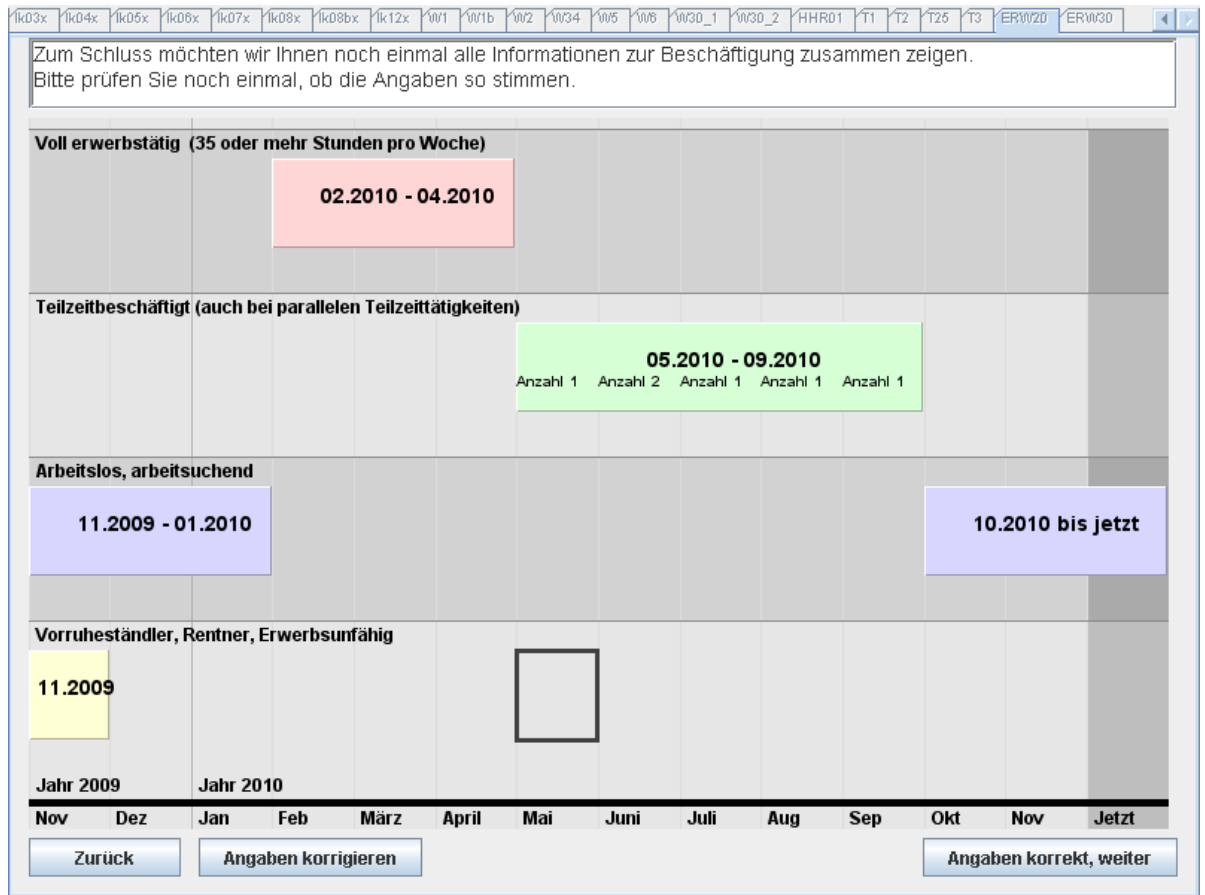 lk03x lk04x lk05x lk06x lk07x lk08x lk08bx lk12x W1 W1b W2 W34 W5 W6 W30_1 W30_2 HHR01 T1 T2 T25 T3 ERW20 ERW30
Zum Schluss möchten wir Ihnen noch einmal alle Informationen zur Beschäftigung zusammen zeigen.
Bitte prüfen Sie noch einmal, ob die Angaben so stimmen.
Voll erwerbstätig (35 oder mehr Stunden pro Woche)
02.2010 - 04.2010
Teilzeitbeschäftigt (auch bei parallelen Teilzeittätigkeiten)
05.2010 - 09.2010
Anzahl 1 Anzahl 2 Anzahl 1 Anzahl 1 Anzahl 1
Arbeitslos, arbeitsuchend
11.2009 - 01.2010 10.2010 bis jetzt
Vorruheständler, Rentner, Erwerbsunfähig
11.2009
Jahr 2009 Jahr 2010
Nov Dez Jan Feb März April Mai Juni Juli Aug Sep Okt Nov Jetzt
Zurück Angaben korrigieren Angaben korrekt, weiter